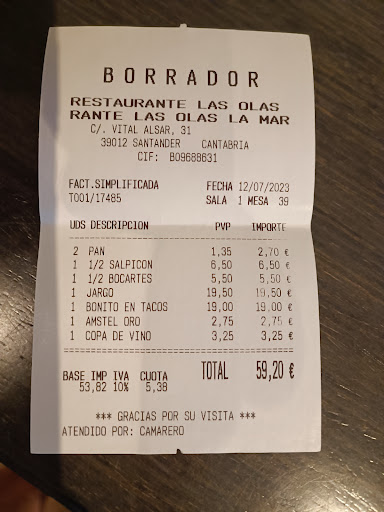 BORRADOR
RESTAURANTE LAS OLAS
RANTE LAS OLAS LA MAR
C/. VITAL ALSAR, 31
39012 SANTANDER CANTABRIA
CIF: B09688631
FACT.SIMPLIFICADA FECHA 12/07/2023
T001/17485 SALA 1 MESA 39
UDS DESCRIPCION PVP IMPORTE
2 PAN 1,35 2,70 €
1 1/2 SALPICON 6,50 6,50 €
1 1/2 BOCARTES 5,50 5,50 €
1 JARGO 19,50 19,50 €
1 BONITO EN TACOS 19,00 19,00 €
1 AMSTEL ORO 2,75 2,75 €
1 COPA DE VINO 3,25 3,25 €
BASE IMP IVA CUOTA TOTAL 59,20 €
53,82 10% 5,38
*** GRACIAS POR SU VISITA ***
ATENDIDO POR: CAMARERO